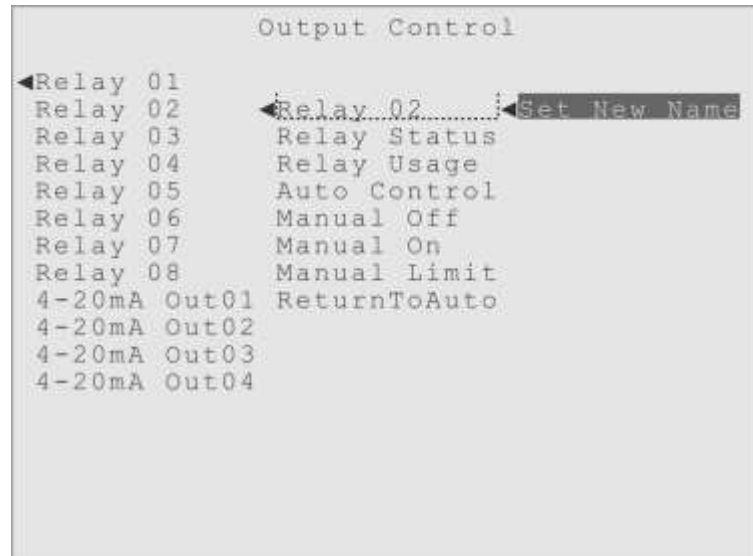 Output Control
◀Relay 01
Relay 02 ◀Relay 02 ◀Set New Name
Relay 03 Relay Status
Relay 04 Relay Usage
Relay 05 Auto Control
Relay 06 Manual Off
Relay 07 Manual On
Relay 08 Manual Limit
4-20mA Out01 ReturnToAuto
4-20mA Out02
4-20mA Out03
4-20mA Out04